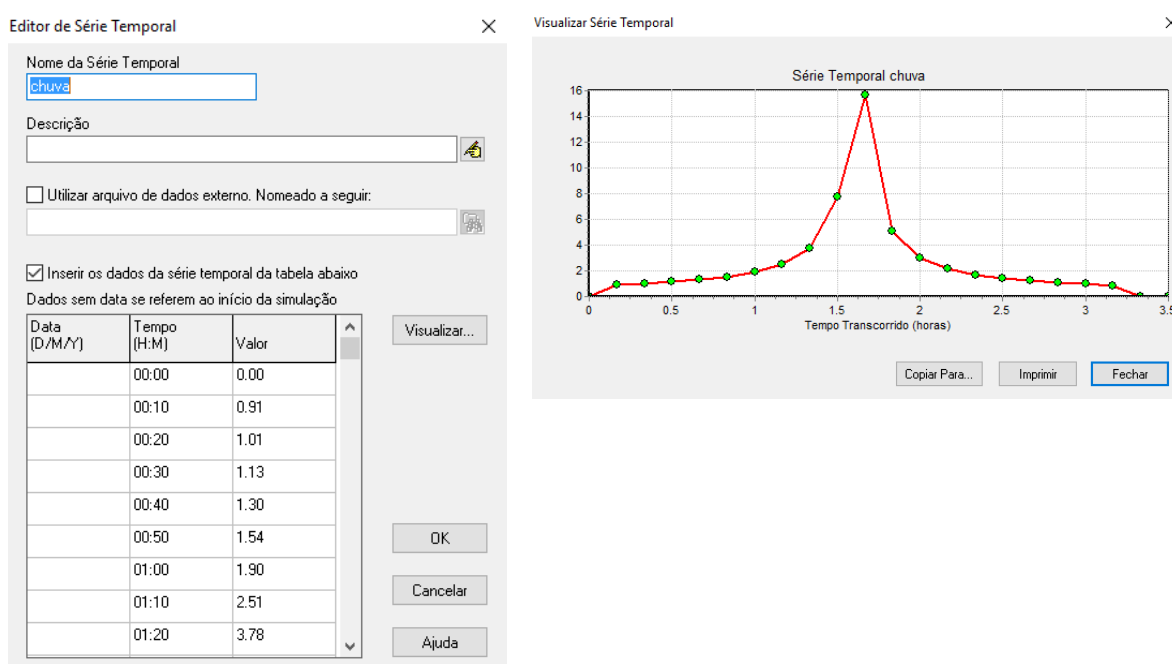 Editor de Série Temporal
Nome da Série Temporal
chuva
Descrição
Utilizar arquivo de dados externo. Nomeado a seguir:
Inserir os dados da série temporal da tabela abaixo
Dados sem data se referem ao início da simulação
Data (D/M/Y) Tempo (H:M) Valor
00:00 0.00
00:10 0.91
00:20 1.01
00:30 1.13
00:40 1.30
00:50 1.54
01:00 1.90
01:10 2.51
01:20 3.78
Visualizar...
OK
Cancelar
Ajuda
Visualizar Série Temporal
Série Temporal chuva
16
14
12
10
8
6
4
2
0
0 0.5 1 1.5 2 2.5 3 3.5
Tempo Transcorrido (horas)
Copiar Para... Imprimir Fechar